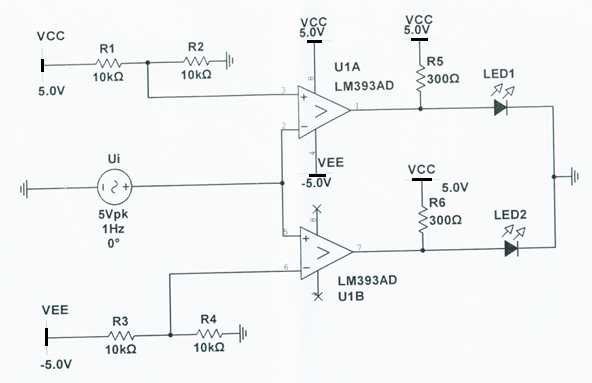 VCC
5.0V
R1
10kΩ
R2
10kΩ
VCC
5.0V
8
U1A
LM393AD
3
+
2
−
>
1
4
VEE
-5.0V
VCC
5.0V
R5
300Ω
LED1
Ui
5Vpk
1Hz
0°
VCC
5.0V
R6
300Ω
LED2
8
5
+
6
−
>
7
LM393AD
U1B
VEE
-5.0V
R3
10kΩ
R4
10kΩ